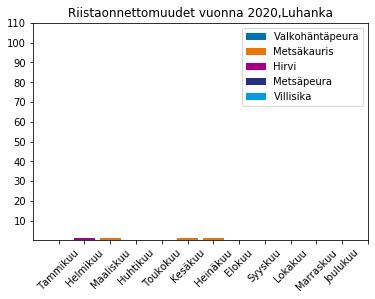 Riistaonnettomuudet vuonna 2020,Luhanka
110
100
90
80
70
60
50
40
30
20
10
Valkohäntäpeura
Metsäkauris
Hirvi
Metsäpeura
Villisika
Tammikuu
Helmikuu
Maaliskuu
Huhtikuu
Toukokuu
Kesäkuu
Heinäkuu
Elokuu
Syyskuu
Lokakuu
Marraskuu
Joulukuu